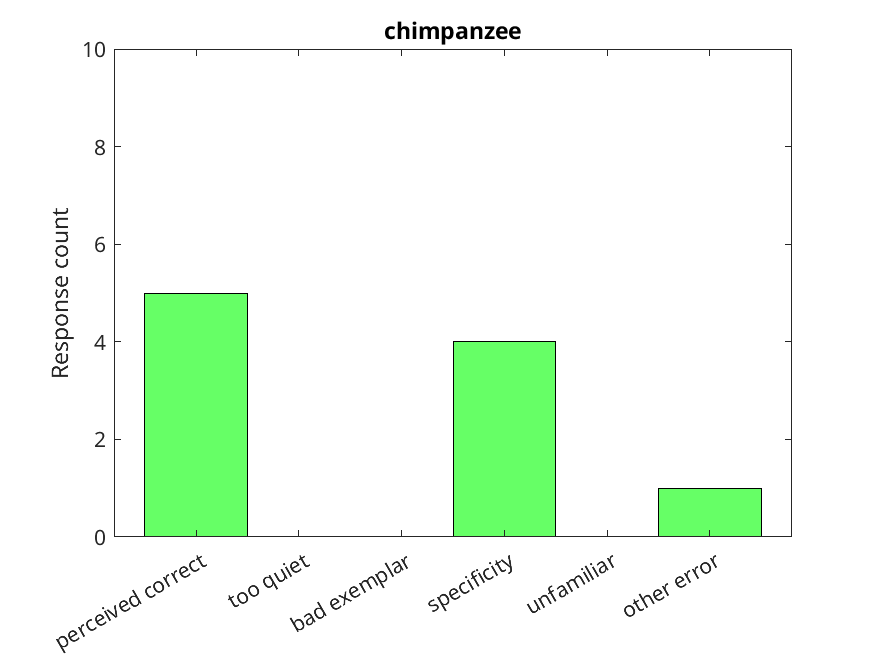 chimpanzee
10
8
6
4
2
0
Response count
perceived correct
too quiet
bad exemplar
specificity
unfamiliar
other error